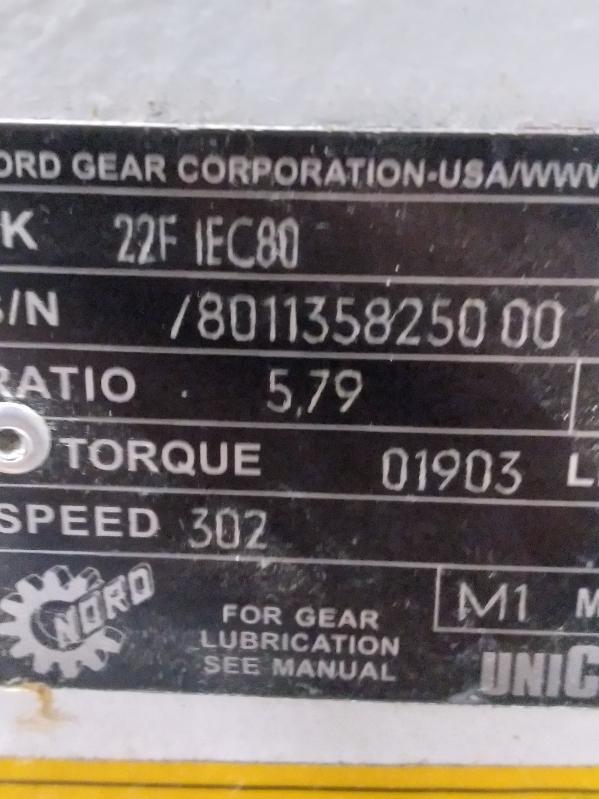 ORD GEAR CORPORATION-USA/WWW
K 22F IEC80
S/N /8011358250 00
RATIO 5,79
TORQUE 01903 L
SPEED 302
NORD
FOR GEAR
LUBRICATION
SEE MANUAL
M1 M
UNIC